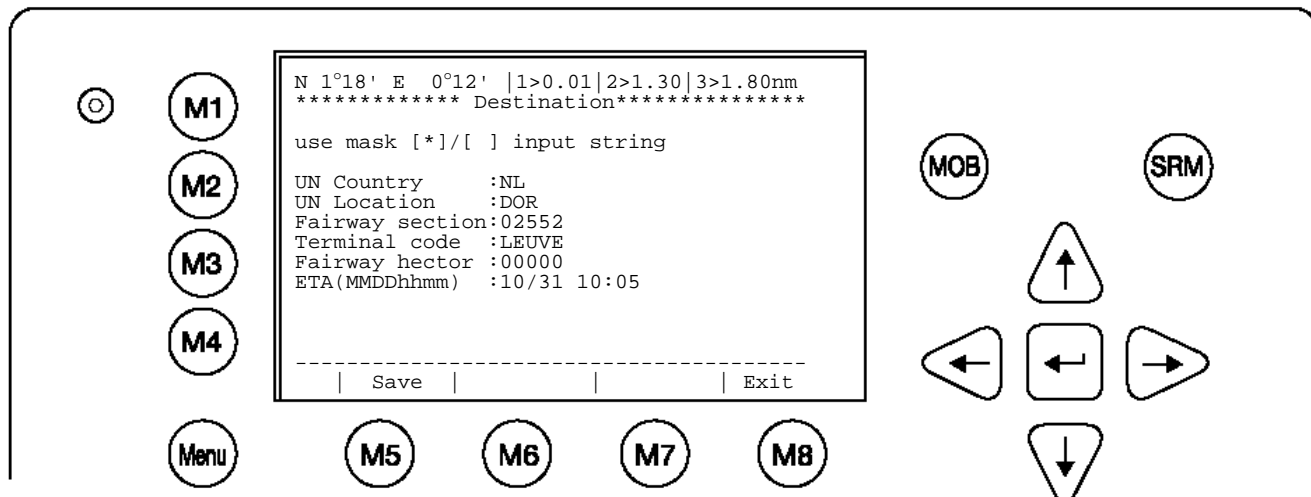 N 1°18' E  0°12' |1>0.01|2>1.30|3>1.80nm
************* Destination***************
use mask [*]/[ ] input string
UN Country     :NL
UN Location    :DOR
Fairway section:02552
Terminal code  :LEUVE
Fairway hector :00000
ETA(MMDDhhmm)  :10/31 10:05
----------------------------------------
| Save | | | Exit
M1
M2
M3
M4
Menu
M5
M6
M7
M8
MOB
SRM